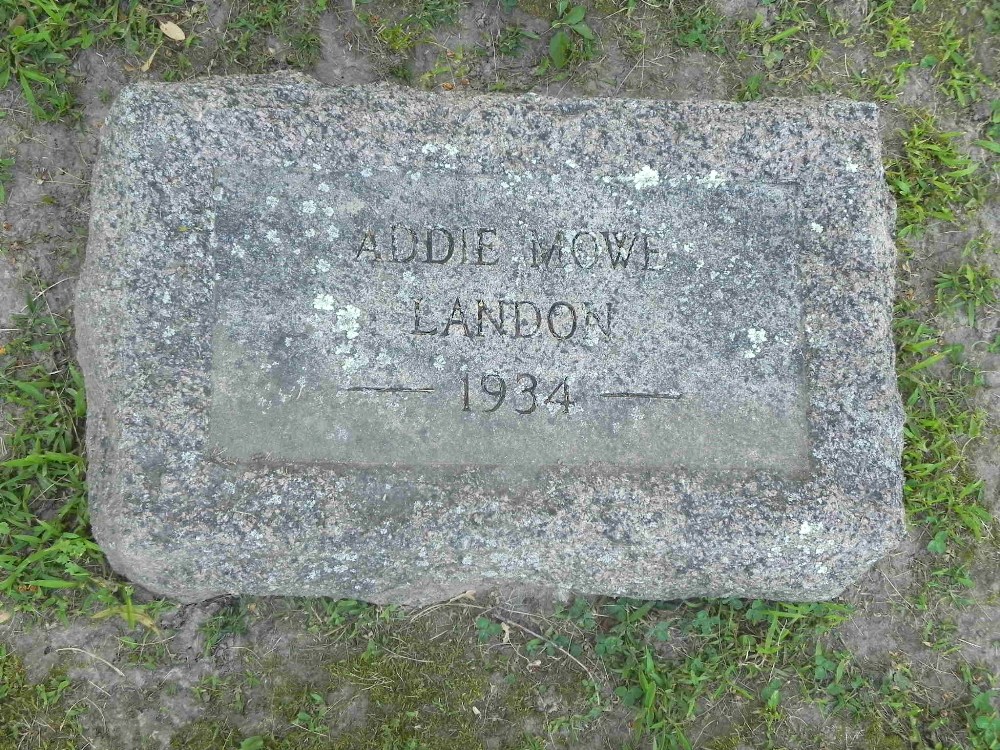 ADDIE MOWE
LANDON
— 1934 —